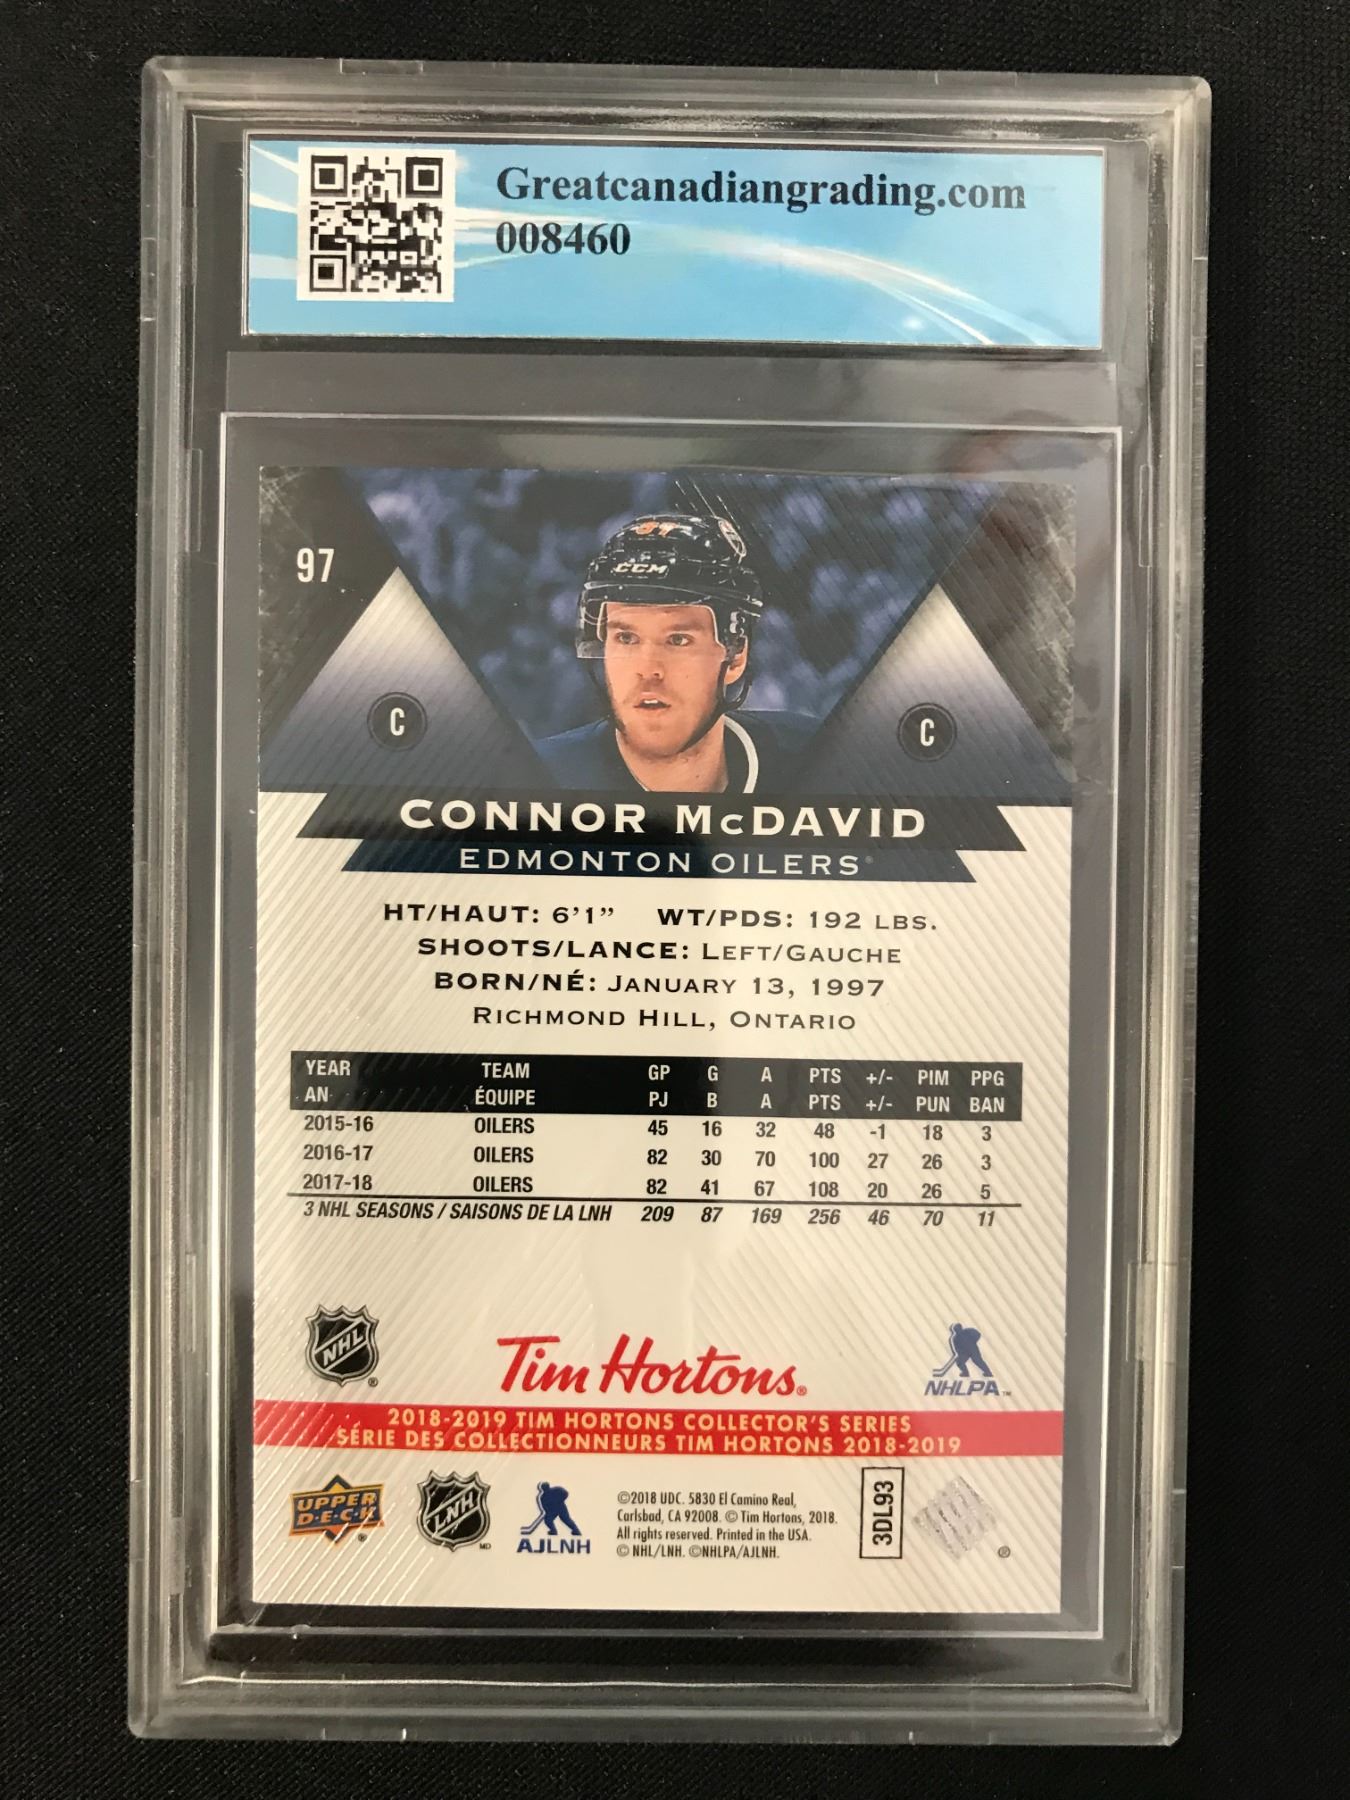 Greatcanadiangrading.com
008460
97
97
CCM
C
C
CONNOR McDAVID
EDMONTON OILERS®
HT/HAUT: 6'1" WT/PDS: 192 LBS.
SHOOTS/LANCE: LEFT/GAUCHE
BORN/NÉ: JANUARY 13, 1997
RICHMOND HILL, ONTARIO
YEAR TEAM GP G A PTS +/- PIM PPG
AN ÉQUIPE PJ B A PTS +/- PUN BAN
2015-16 OILERS 45 16 32 48 -1 18 3
2016-17 OILERS 82 30 70 100 27 26 3
2017-18 OILERS 82 41 67 108 20 26 5
3 NHL SEASONS / SAISONS DE LA LNH 209 87 169 256 46 70 11
NHL®
Tim Hortons®
NHLPA™
2018-2019 TIM HORTONS COLLECTOR'S SERIES
SÉRIE DES COLLECTIONNEURS TIM HORTONS 2018-2019
UPPER
D·E·C·K®
LNH MD
AJLNH
©2018 UDC. 5830 El Camino Real,
Carlsbad, CA 92008. © Tim Hortons, 2018.
All rights reserved. Printed in the USA.
© NHL/LNH. ©NHLPA/AJLNH.
3DL93
®